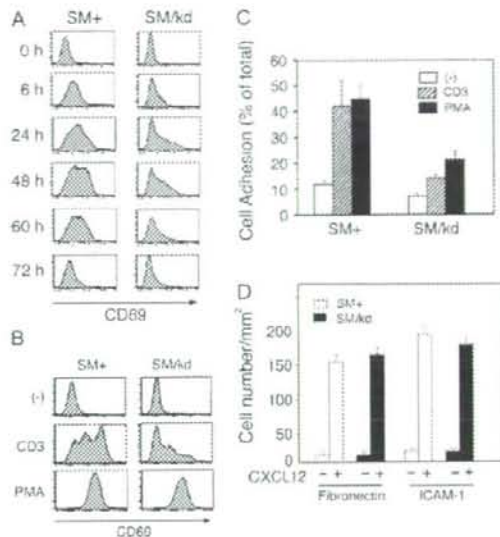 A
SM+ SM/kd
0 h
6 h
24 h
48 h
60 h
72 h
CD69
B
SM+ SM/kd
(-)
CD3
PMA
CD69
C
Cell Adhesion (% of total)
60
50
40
30
20
10
0
(-)
CD3
PMA
SM+ SM/kd
D
Cell number/mm²
200
150
100
50
0
SM+
SM/kd
- + - + - + - +
CXCL12
Fibronectin ICAM-1